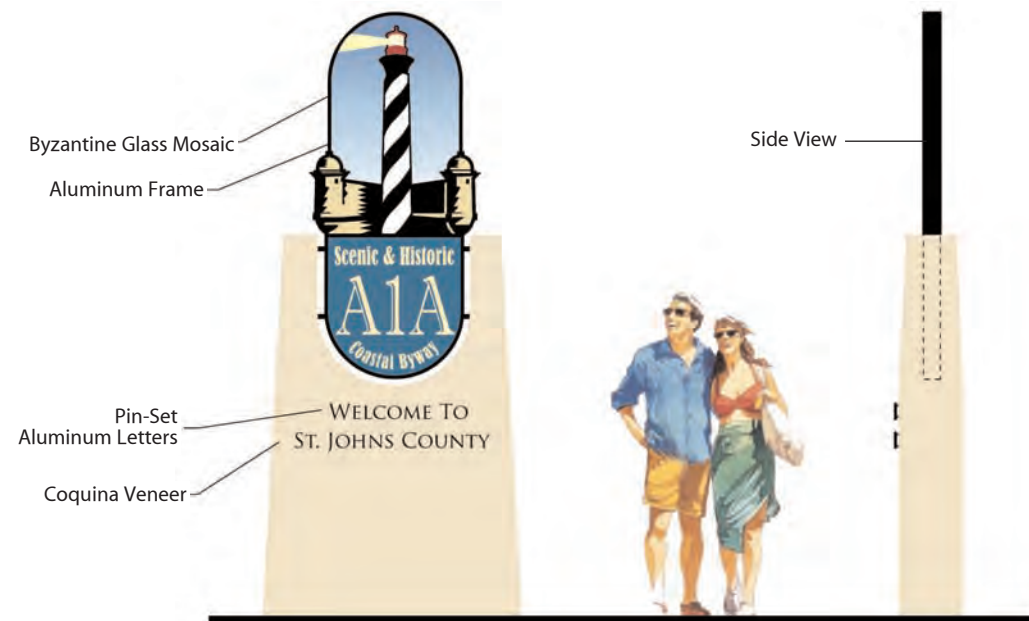 Byzantine Glass Mosaic
Aluminum Frame
Scenic & Historic
A1A
Coastal Byway
Pin-Set
Aluminum Letters
WELCOME TO
ST. JOHNS COUNTY
Coquina Veneer
Side View